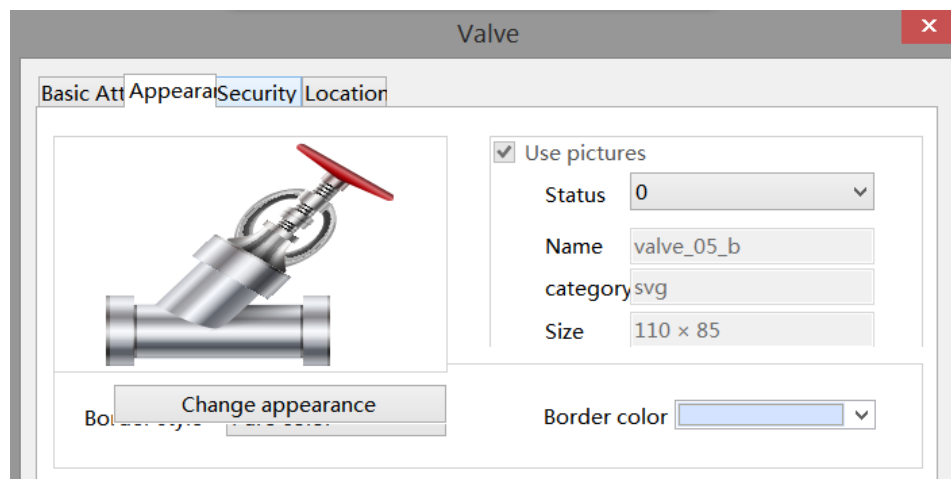 Valve
Basic Att Appearan Security Location
Use pictures
Status 0
Name valve_05_b
category svg
Size 110 × 85
Change appearance
Border color